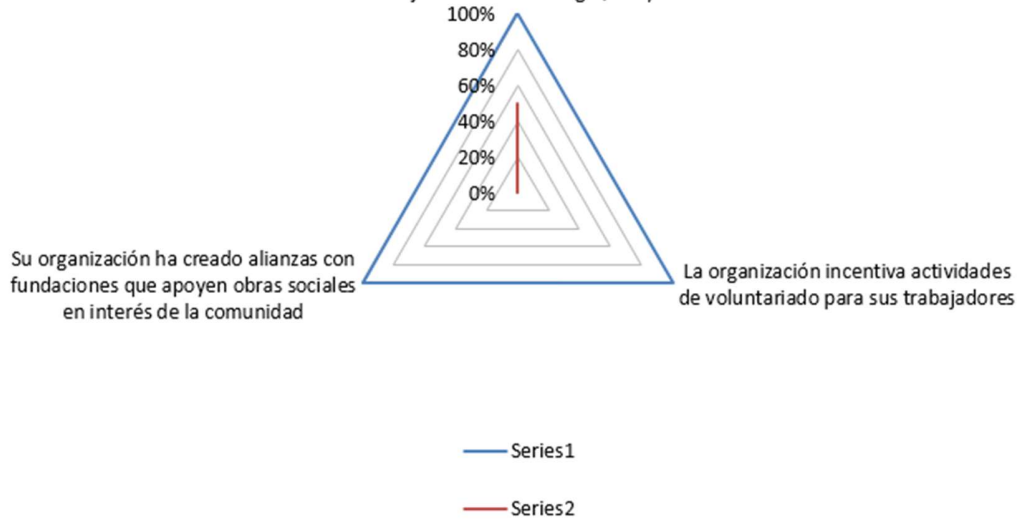 100%
80%
60%
40%
20%
0%
Su organización ha creado alianzas con
fundaciones que apoyen obras sociales
en interés de la comunidad
La organización incentiva actividades
de voluntariado para sus trabajadores
Series1
Series2